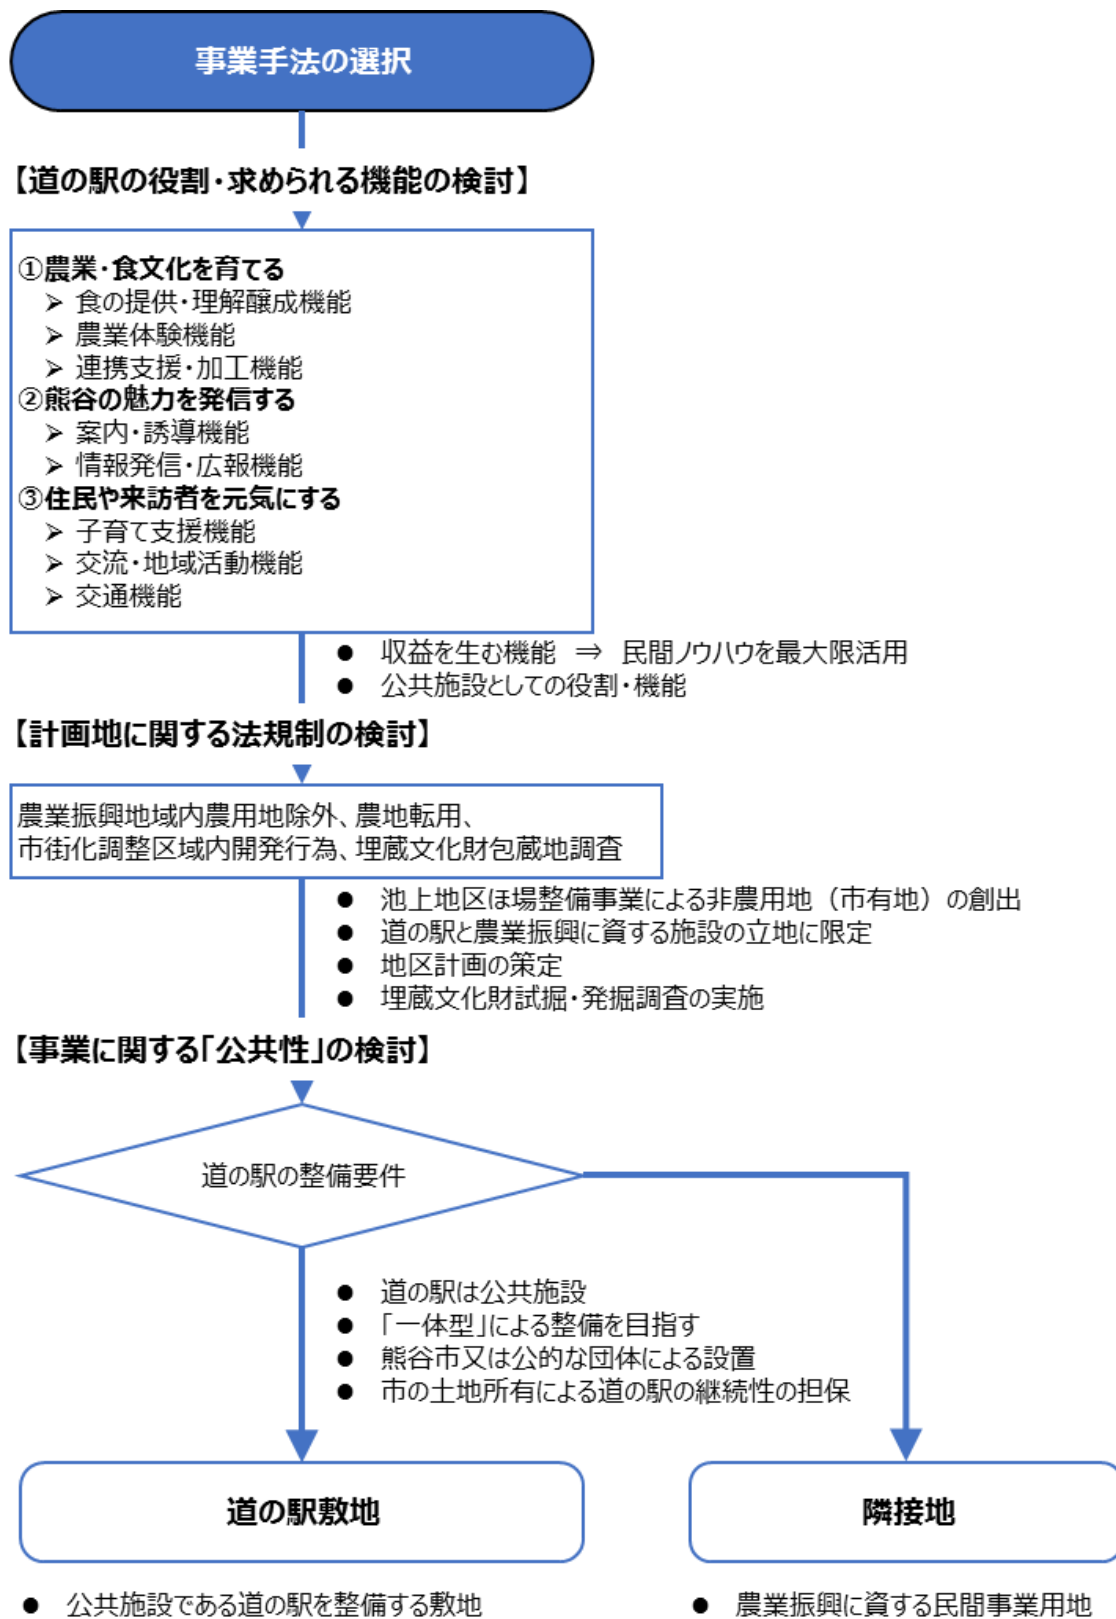 事業手法の選択
【道の駅の役割・求められる機能の検討】
①農業・食文化を育てる
➢ 食の提供・理解醸成機能
➢ 農業体験機能
➢ 連携支援・加工機能
②熊谷の魅力を発信する
➢ 案内・誘導機能
➢ 情報発信・広報機能
③住民や来訪者を元気にする
➢ 子育て支援機能
➢ 交流・地域活動機能
➢ 交通機能
● 収益を生む機能 ⇒ 民間ノウハウを最大限活用
● 公共施設としての役割・機能
【計画地に関する法規制の検討】
農業振興地域内農用地除外、農地転用、
市街化調整区域内開発行為、埋蔵文化財包蔵地調査
● 池上地区ほ場整備事業による非農用地（市有地）の創出
● 道の駅と農業振興に資する施設の立地に限定
● 地区計画の策定
● 埋蔵文化財試掘・発掘調査の実施
【事業に関する「公共性」の検討】
道の駅の整備要件
● 道の駅は公共施設
● 「一体型」による整備を目指す
● 熊谷市又は公的な団体による設置
● 市の土地所有による道の駅の継続性の担保
道の駅敷地
隣接地
● 公共施設である道の駅を整備する敷地
● 農業振興に資する民間事業用地